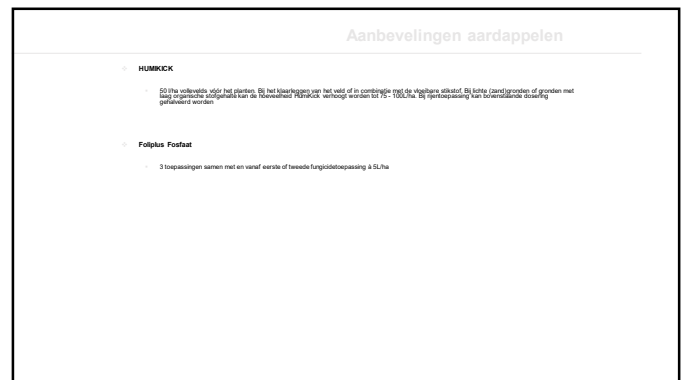 Aanbevelingen aardappelen
HUMIKICK
50 l/ha vollevelds vóór het planten. Bij het klaarleggen van het veld of in combinatie met de vloeibare stikstof. Bij lichte (zand)gronden of gronden met
laag organische stofgehalte kan de hoeveelheid HumiKick verhoogt worden tot 75 - 100L/ha. Bij rijentoepassing kan bovenstaande dosering
gehalveerd worden
Foliplus Fosfaat
3 toepassingen samen met en vanaf eerste of tweede fungicidetoepassing à 5L/ha